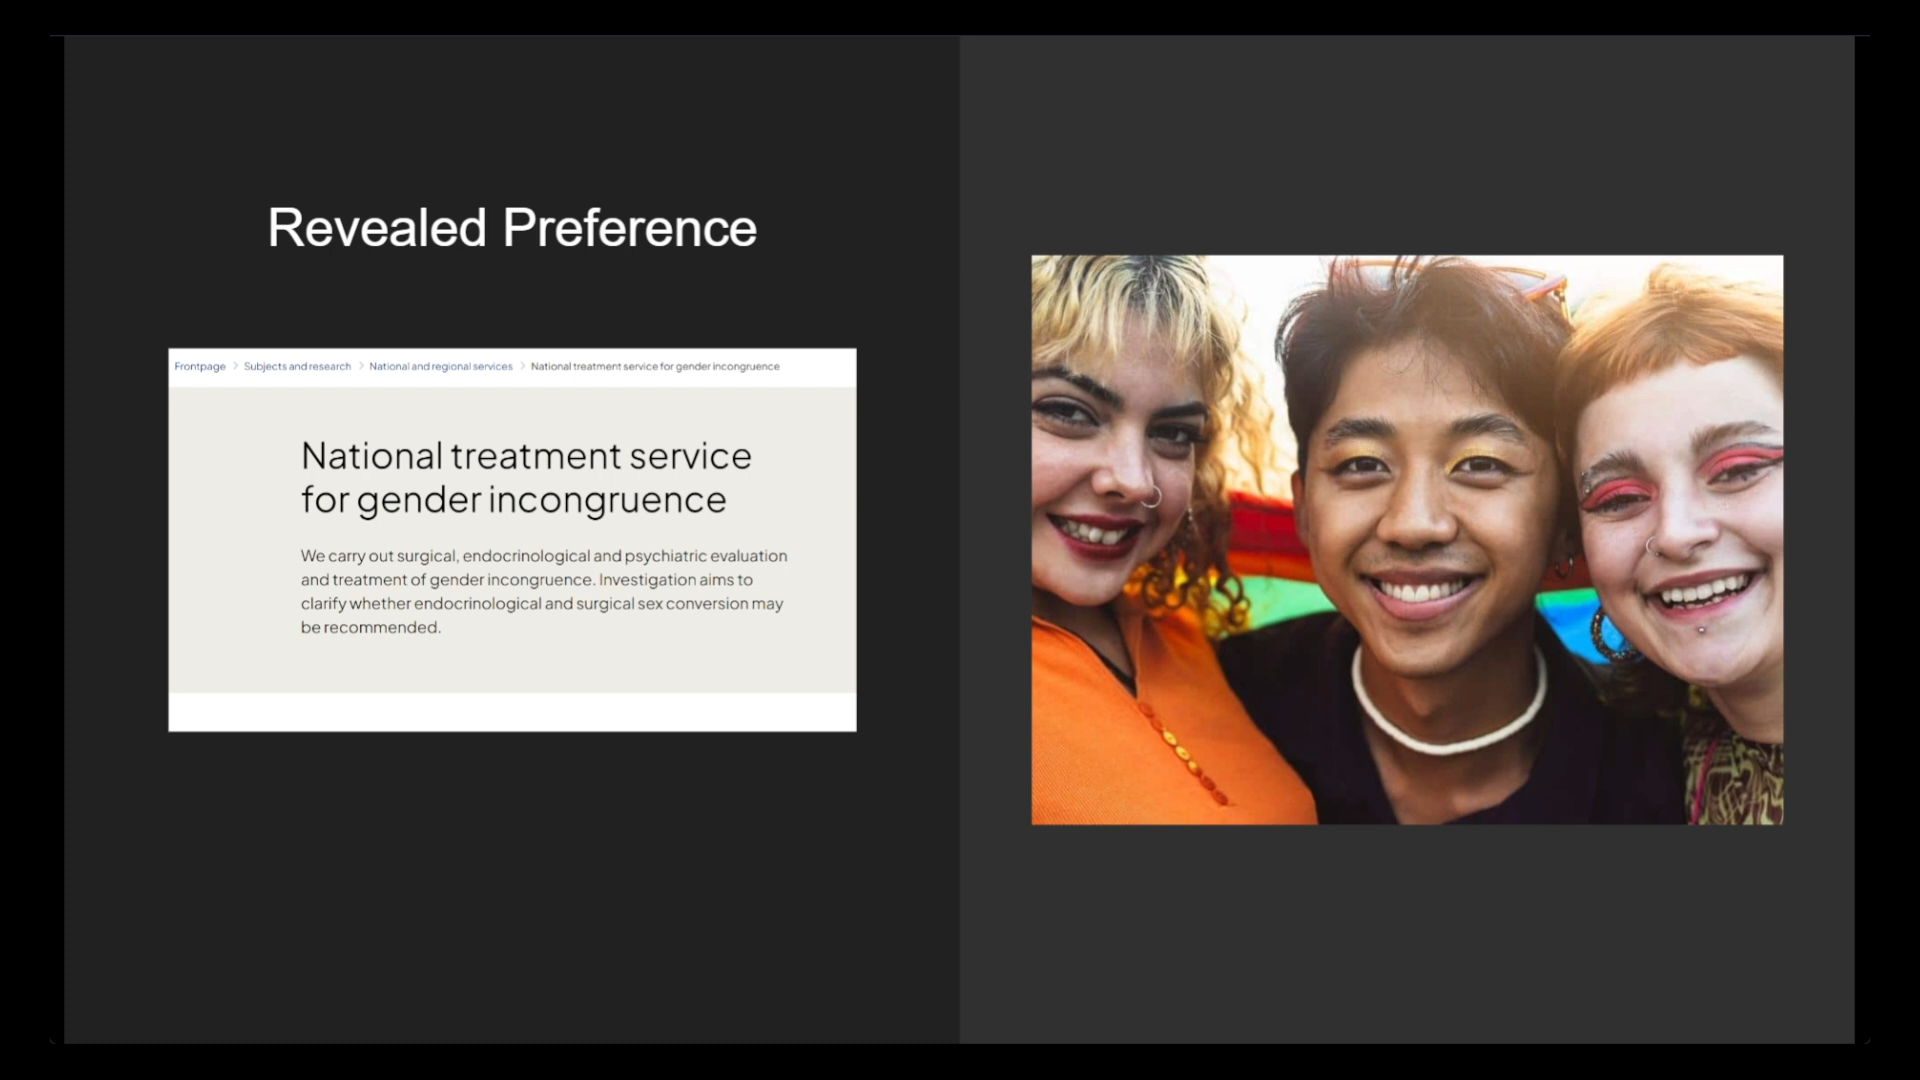 Revealed Preference
Frontpage > Subjects and research > National and regional services > National treatment service for gender incongruence
National treatment service
for gender incongruence
We carry out surgical, endocrinological and psychiatric evaluation
and treatment of gender incongruence. Investigation aims to
clarify whether endocrinological and surgical sex conversion may
be recommended.